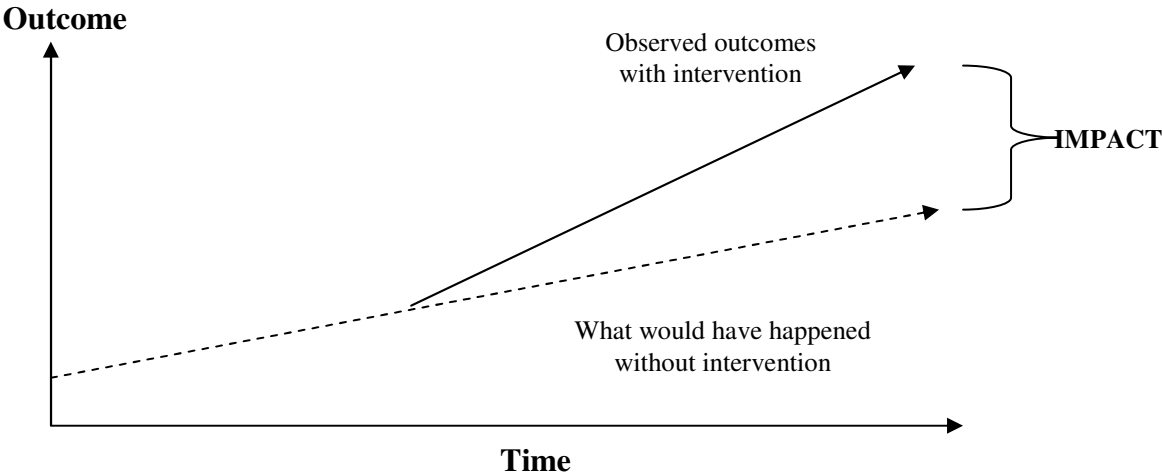 Outcome
Observed outcomes
with intervention
IMPACT
What would have happened
without intervention
Time